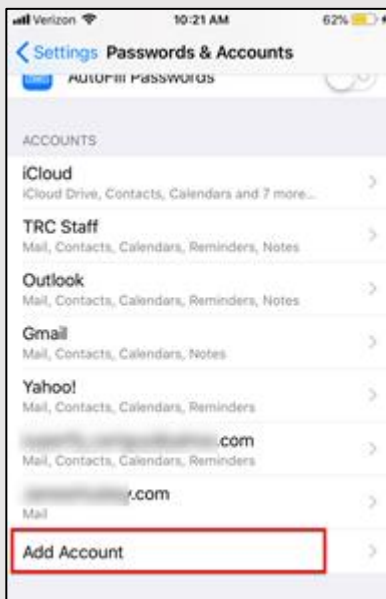 Verizon 10:21 AM 62%
Settings Passwords & Accounts
AutoFill Passwords
ACCOUNTS
iCloud
iCloud Drive, Contacts, Calendars and 7 more...
TRC Staff
Mail, Contacts, Calendars, Reminders, Notes
Outlook
Mail, Contacts, Calendars, Reminders, Notes
Gmail
Mail, Contacts, Calendars, Notes
Yahoo!
Mail, Contacts, Calendars, Reminders
.com
Mail, Contacts, Calendars, Reminders
.com
Mail
Add Account